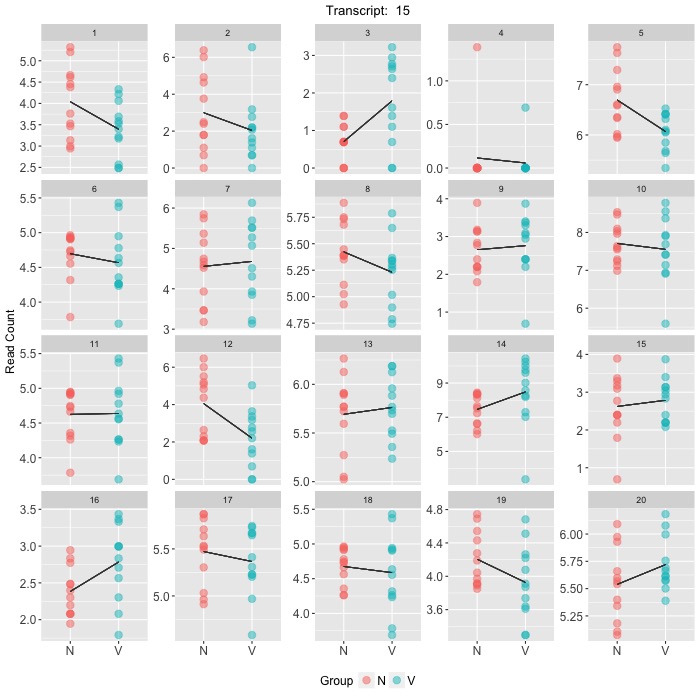 Transcript: 15
1 2 3 4 5
5.0 4.5 4.0 3.5 3.0 2.5
6 4 2 0
3 2 1 0
1.0 0.5 0.0
7 6
6 7 8 9 10
5.5 5.0 4.5 4.0
6 5 4 3
5.75 5.50 5.25 5.00 4.75
4 3 2 1
8 7 6
Read Count
11 12 13 14 15
5.5 5.0 4.5 4.0
6 4 2 0
6.0 5.5 5.0
9 7 5
4 3 2 1
16 17 18 19 20
3.5 3.0 2.5 2.0
5.5 5.0
5.5 5.0 4.5 4.0
4.8 4.4 4.0 3.6
6.00 5.75 5.50 5.25
N V N V N V N V N V
Group N V